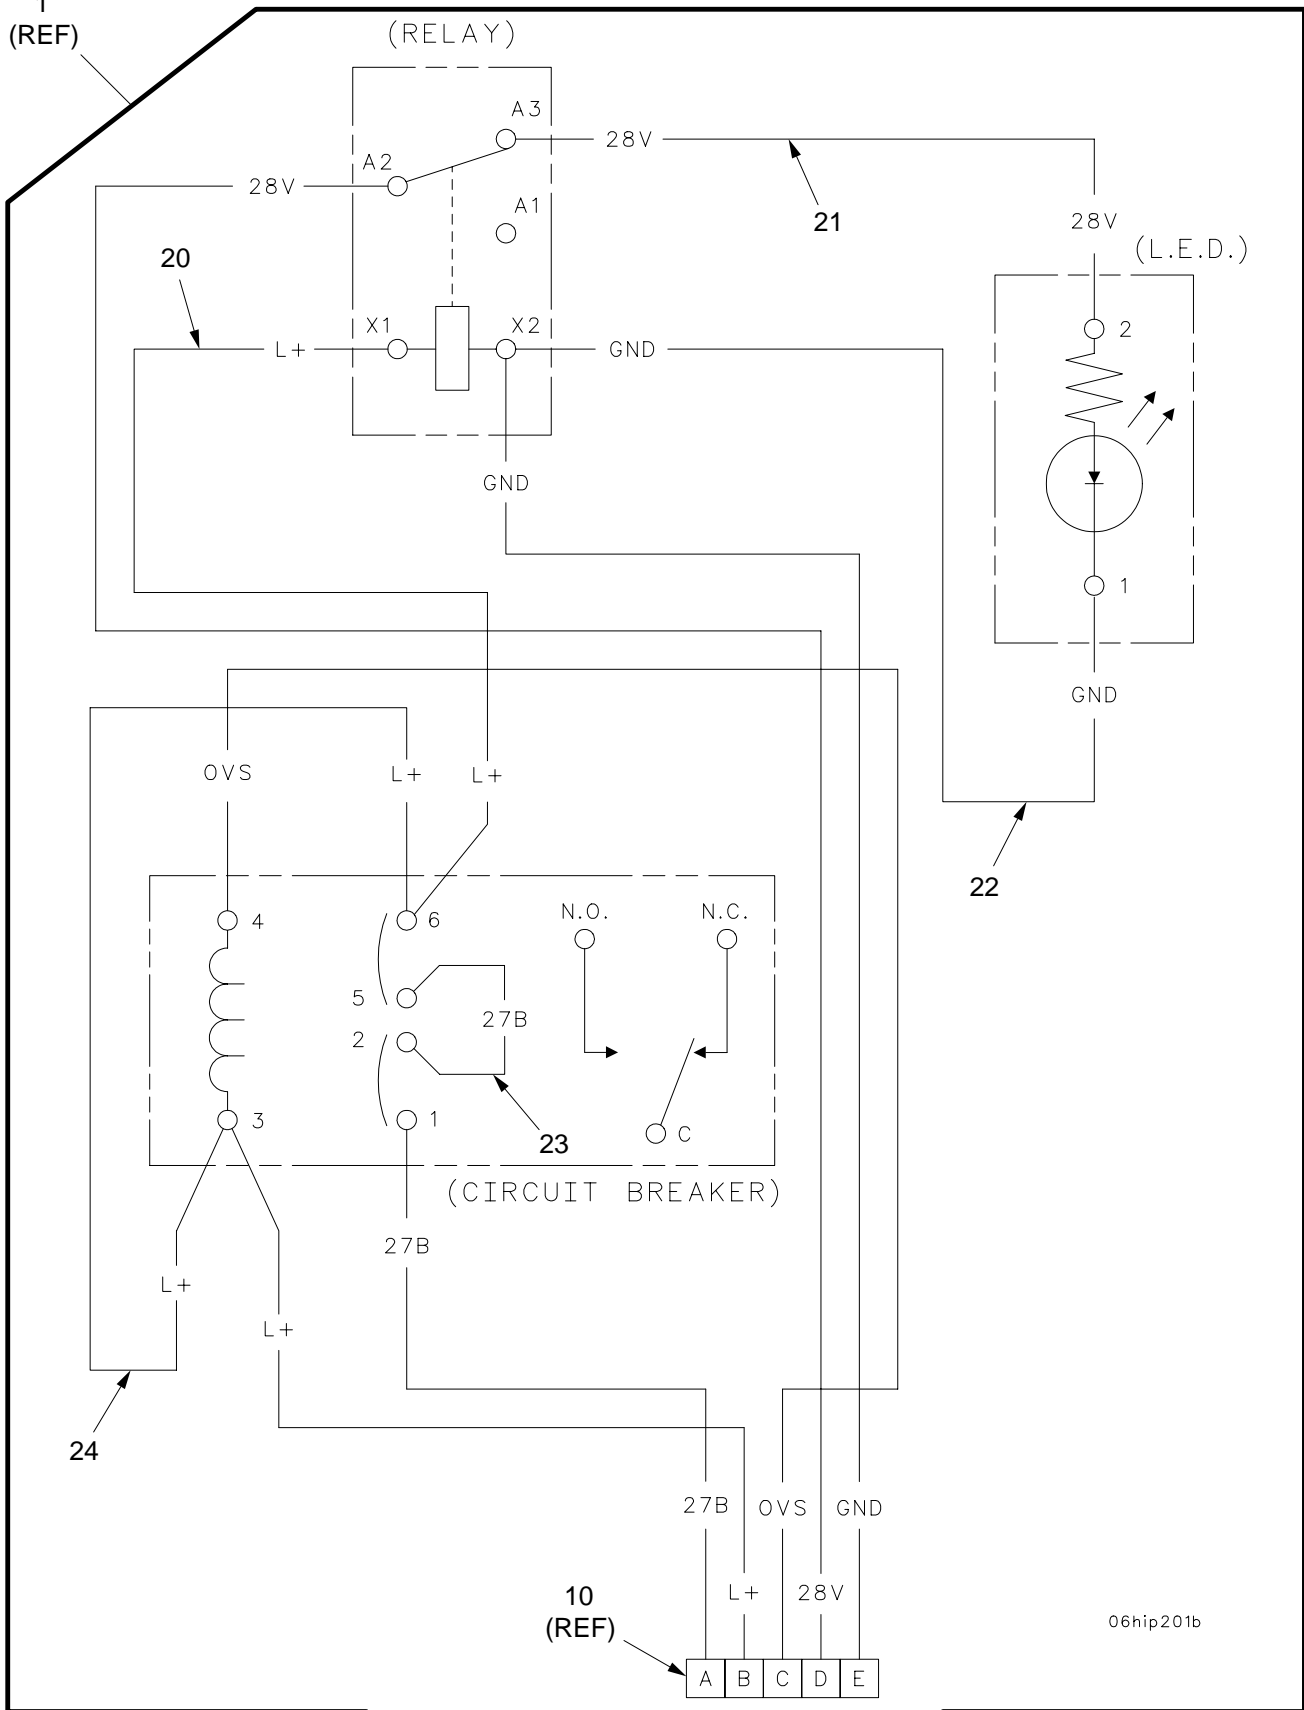 1
(REF)
(RELAY)
A3
28V
A2
28V
A1
21
28V
(L.E.D.)
20
X1
X2
L+
GND
2
GND
1
GND
OVS
L+
L+
22
4
6
N.O.
N.C.
5
27B
2
3
1
23
C
(CIRCUIT BREAKER)
27B
L+
L+
24
27B
OVS
GND
L+
28V
10
(REF)
06hip201b
A
B
C
D
E